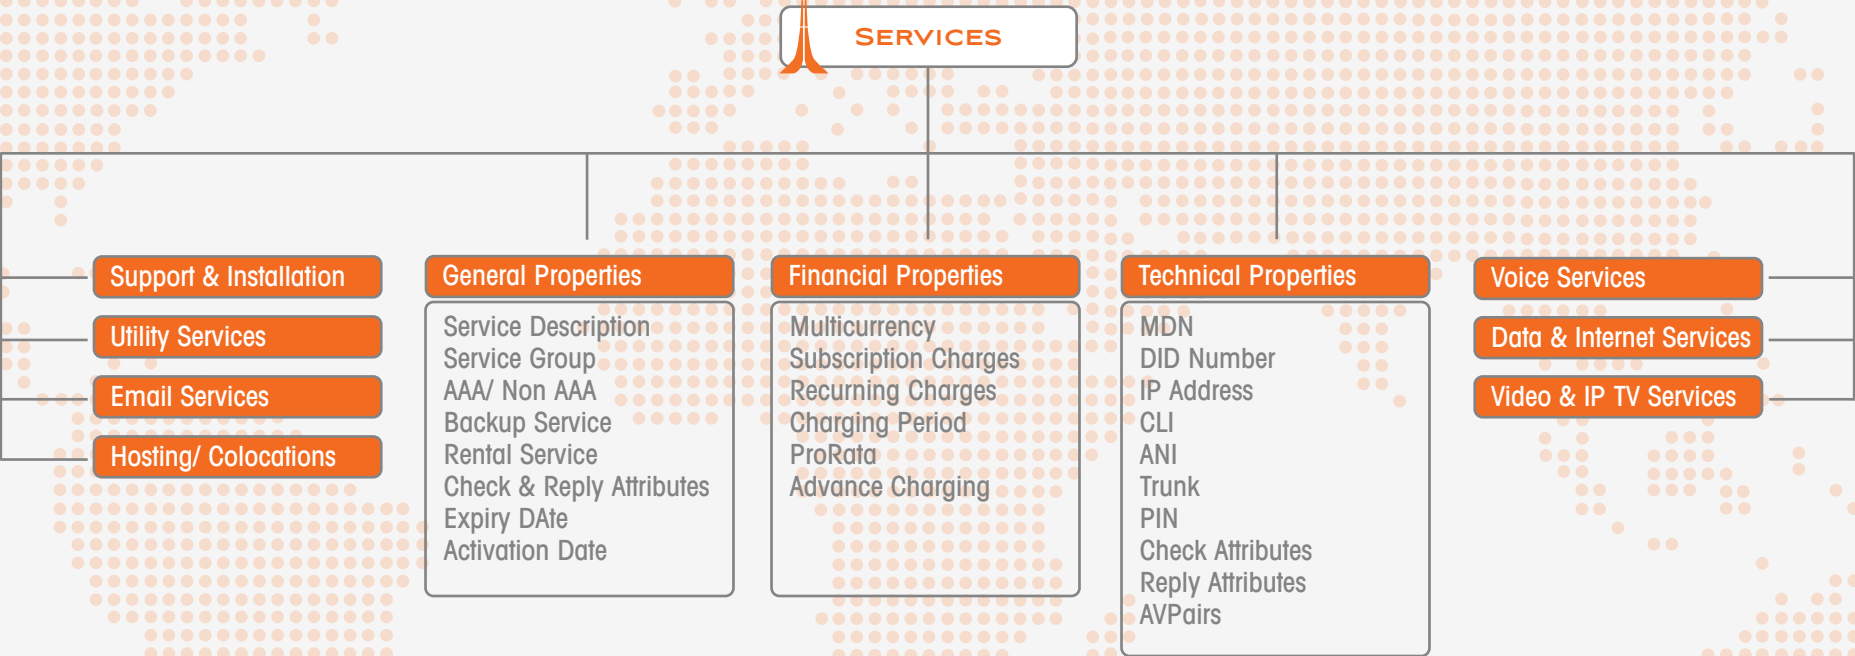 SERVICES
Support & Installation
Utility Services
Email Services
Hosting/ Colocations
General Properties
Service Description
Service Group
AAA/ Non AAA
Backup Service
Rental Service
Check & Reply Attributes
Expiry DAte
Activation Date
Financial Properties
Multicurrency
Subscription Charges
Recurning Charges
Charging Period
ProRata
Advance Charging
Technical Properties
MDN
DID Number
IP Address
CLI
ANI
Trunk
PIN
Check Attributes
Reply Attributes
AVPairs
Voice Services
Data & Internet Services
Video & IP TV Services